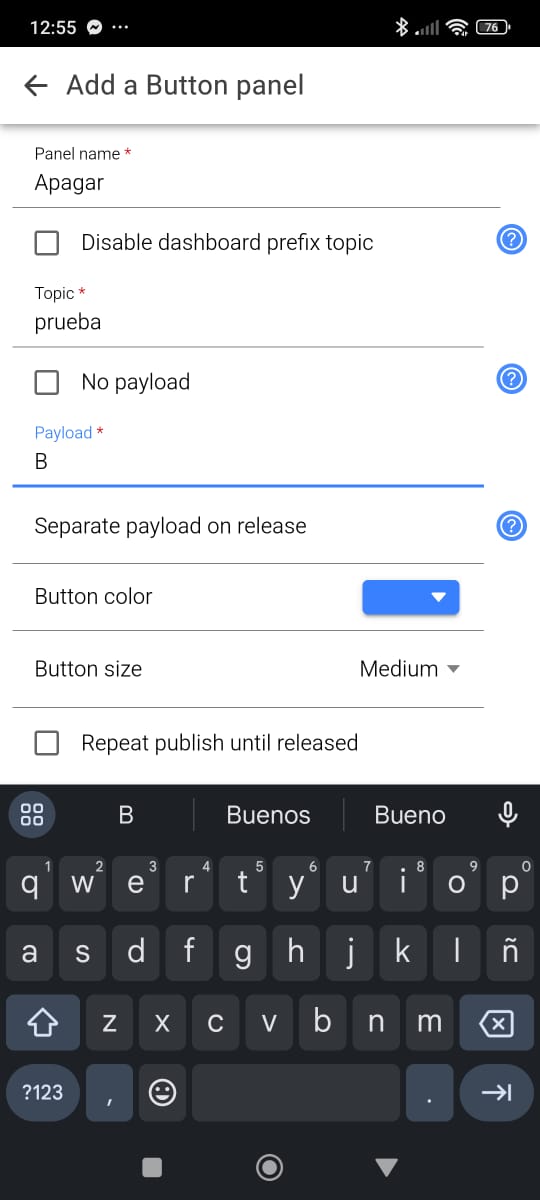 12:55 ... 76
Add a Button panel
Panel name *
Apagar
Disable dashboard prefix topic ?
Topic *
prueba
No payload ?
Payload *
B
Separate payload on release ?
Button color
Button size Medium
Repeat publish until released
B Buenos Bueno
1 2 3 4 5 6 7 8 9 0
q w e r t y u i o p
a s d f g h j k l ñ
z x c v b n m
?123 , .